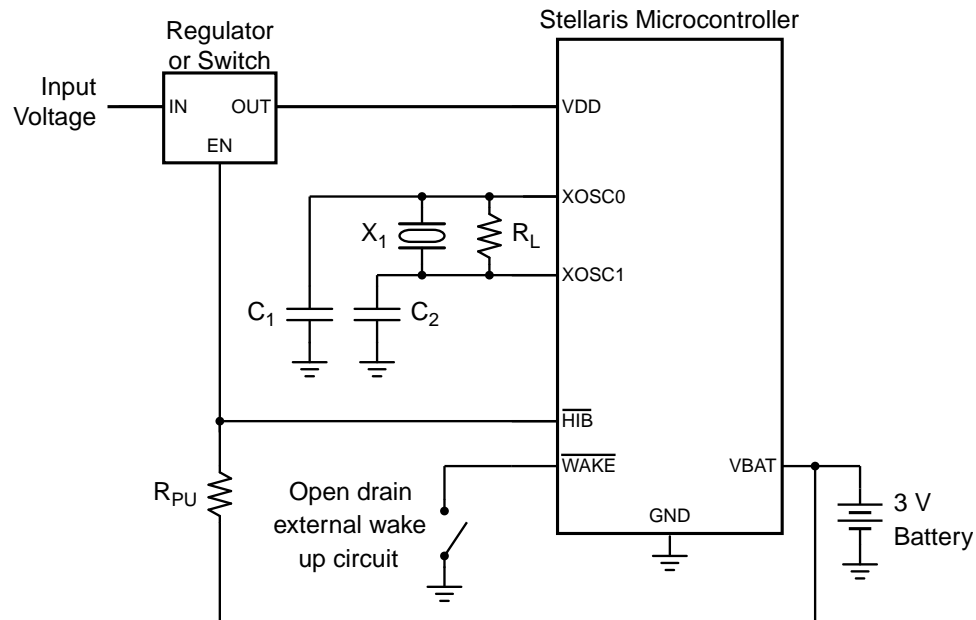 Stellaris Microcontroller
Regulator
or Switch
Input
Voltage
IN
OUT
EN
VDD
XOSC0
X1
RL
XOSC1
C1
C2
HIB
WAKE
VBAT
RPU
Open drain
external wake
up circuit
GND
3 V
Battery